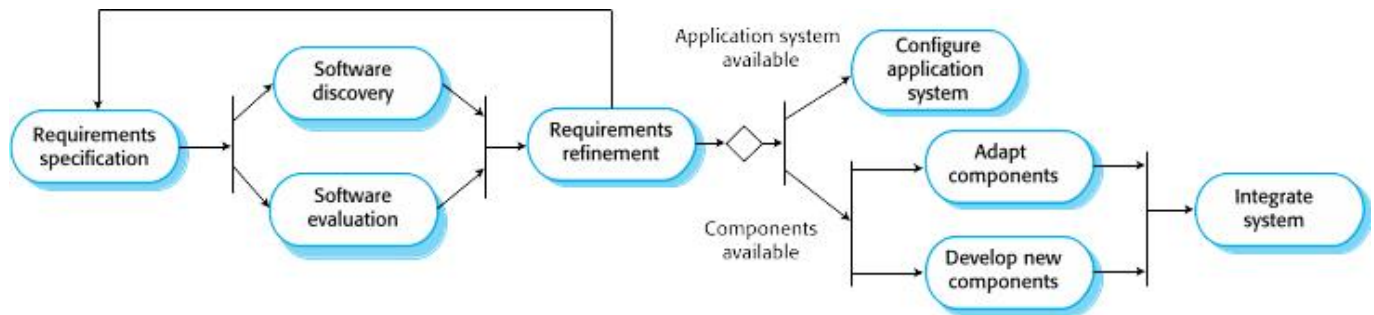 Requirements
specification
Software
discovery
Software
evaluation
Requirements
refinement
Application system
available
Configure
application
system
Components
available
Adapt
components
Develop new
components
Integrate
system